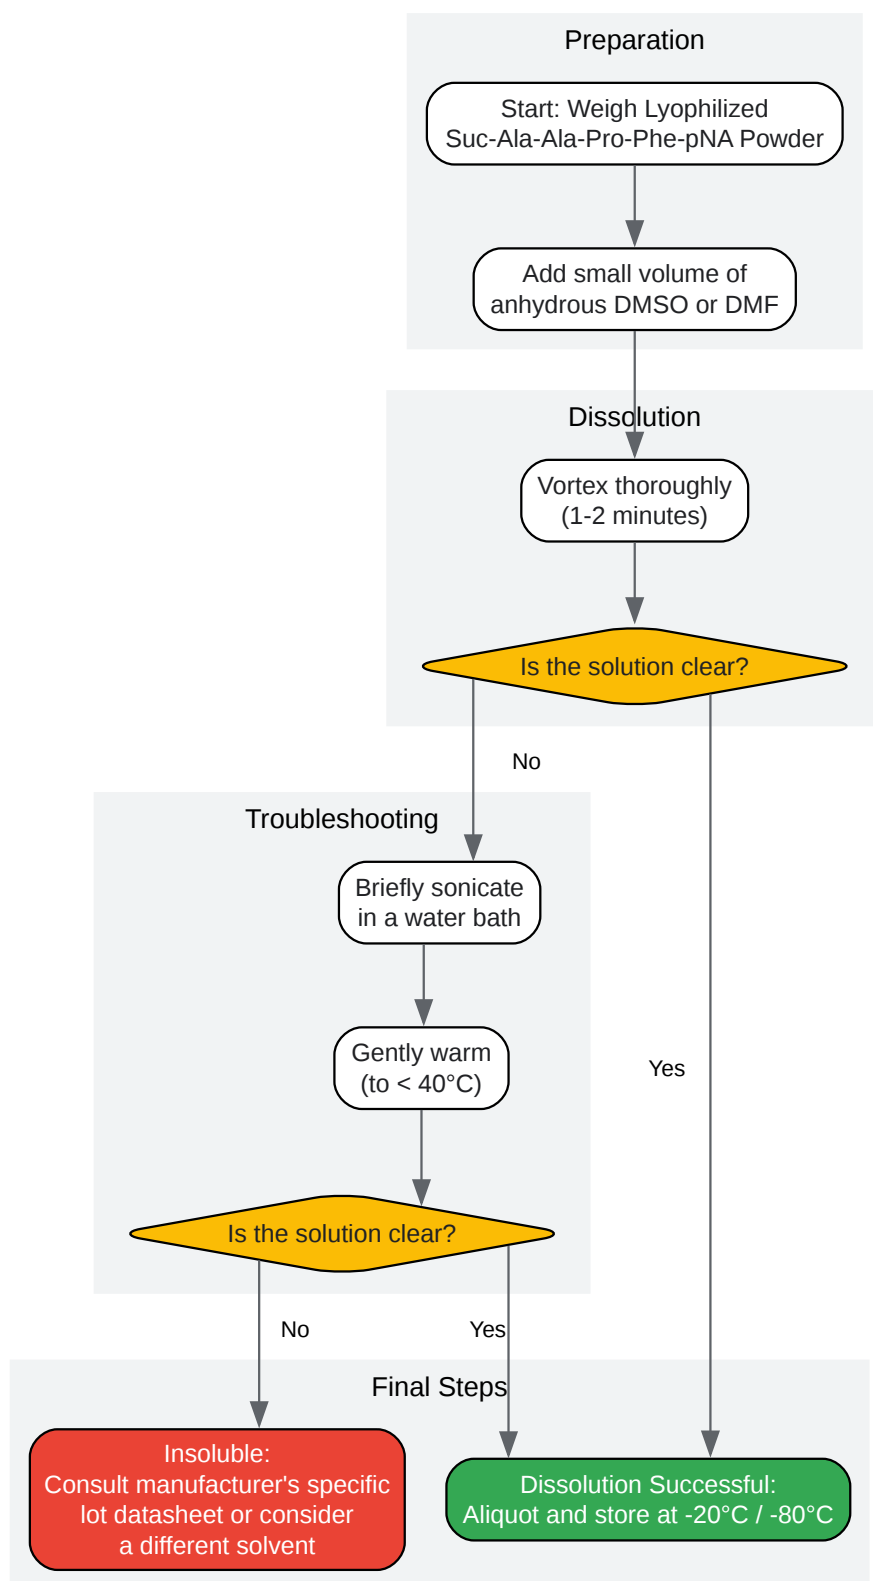 Preparation
Start: Weigh Lyophilized
Suc-Ala-Ala-Pro-Phe-pNA Powder
Add small volume of
anhydrous DMSO or DMF
Dissolution
Vortex thoroughly
(1-2 minutes)
Is the solution clear?
No
Troubleshooting
Briefly sonicate
in a water bath
Gently warm
(to < 40°C)
Yes
Is the solution clear?
No
Yes
Final Steps
Insoluble:
Consult manufacturer's specific
lot datasheet or consider
a different solvent
Dissolution Successful:
Aliquot and store at -20°C / -80°C